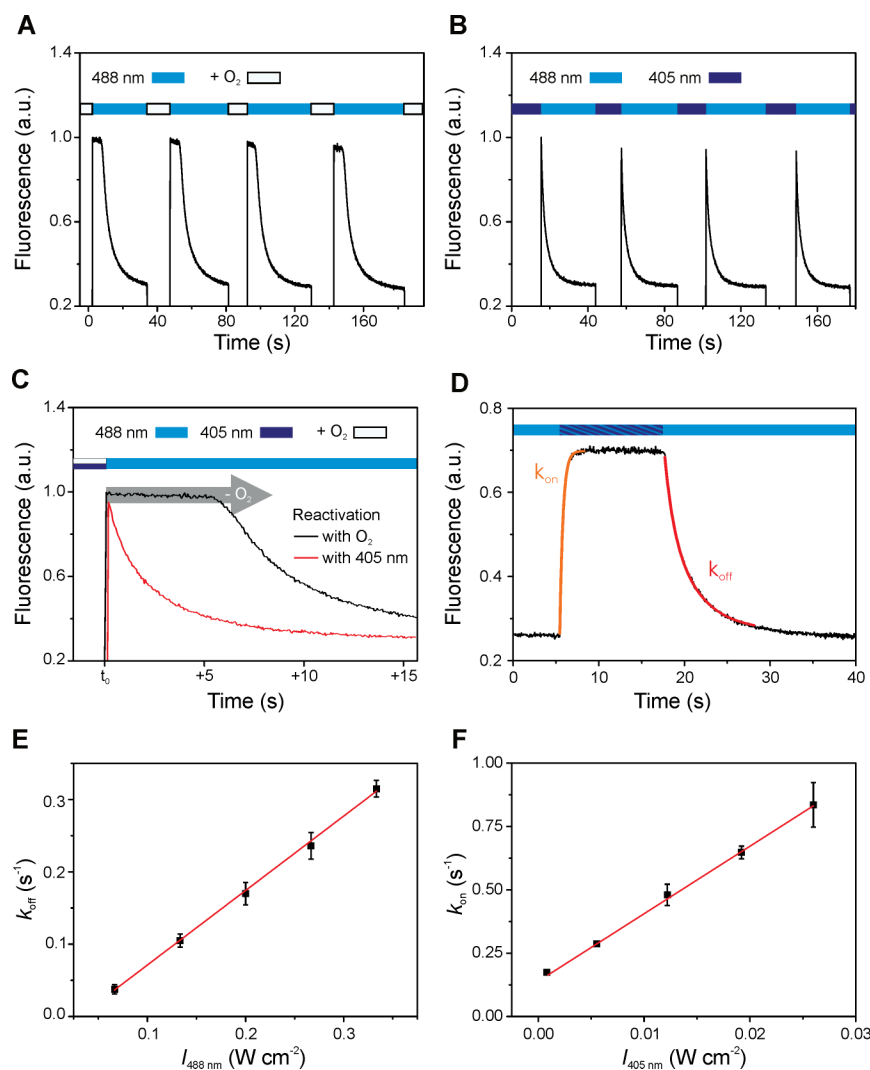 A
1.4
1.0
0.6
0.2
Fluorescence (a.u.)
488 nm
+ O₂
0
40
80
120
160
Time (s)
B
1.4
1.0
0.6
0.2
Fluorescence (a.u.)
488 nm
405 nm
0
40
80
120
160
Time (s)
C
1.4
1.0
0.6
0.2
Fluorescence (a.u.)
488 nm
405 nm
+ O₂
- O₂
Reactivation
with O₂
with 405 nm
t₀
+5
+10
+15
Time (s)
D
0.8
0.6
0.4
0.2
Fluorescence (a.u.)
kon
koff
0
10
20
30
40
Time (s)
E
0.3
0.2
0.1
0.0
koff (s⁻¹)
0.1
0.2
0.3
I488 nm (W cm⁻²)
F
1.00
0.75
0.50
0.25
0.00
kon (s⁻¹)
0.00
0.01
0.02
0.03
I405 nm (W cm⁻²)